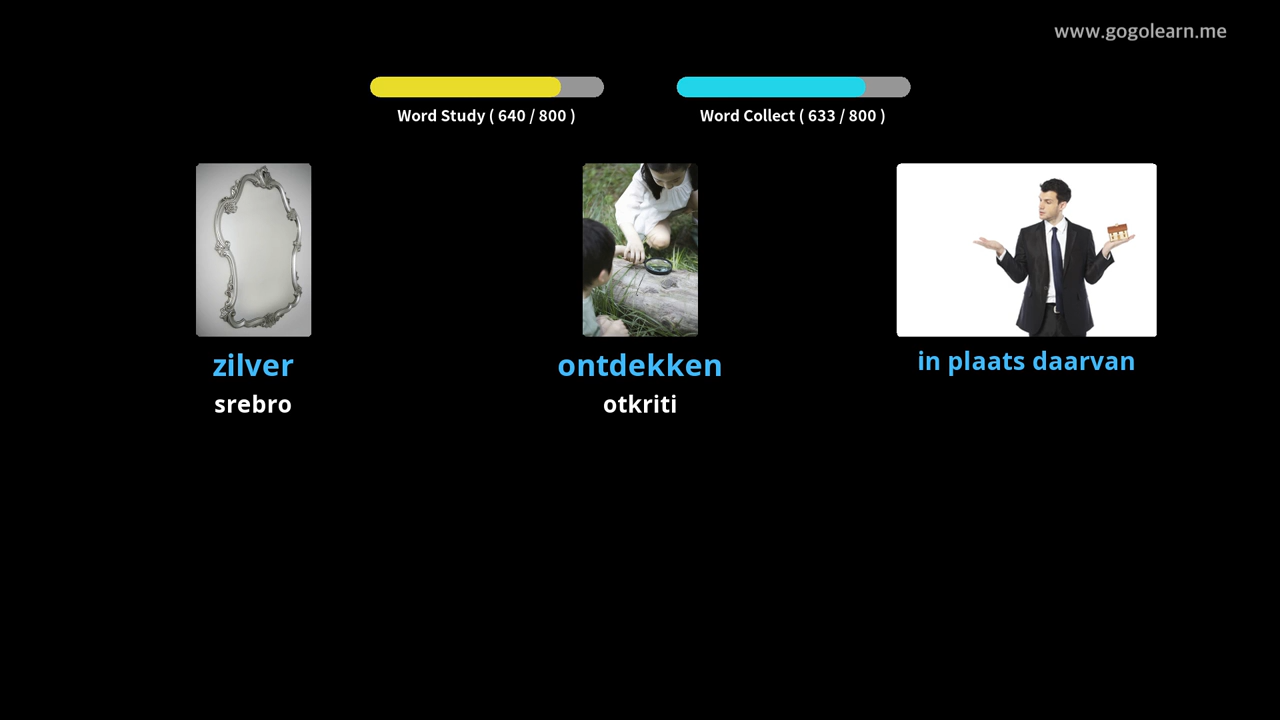 www.gogolearn.me
Word Study ( 640 / 800 )
Word Collect ( 633 / 800 )
zilver
srebro
ontdekken
otkriti
in plaats daarvan